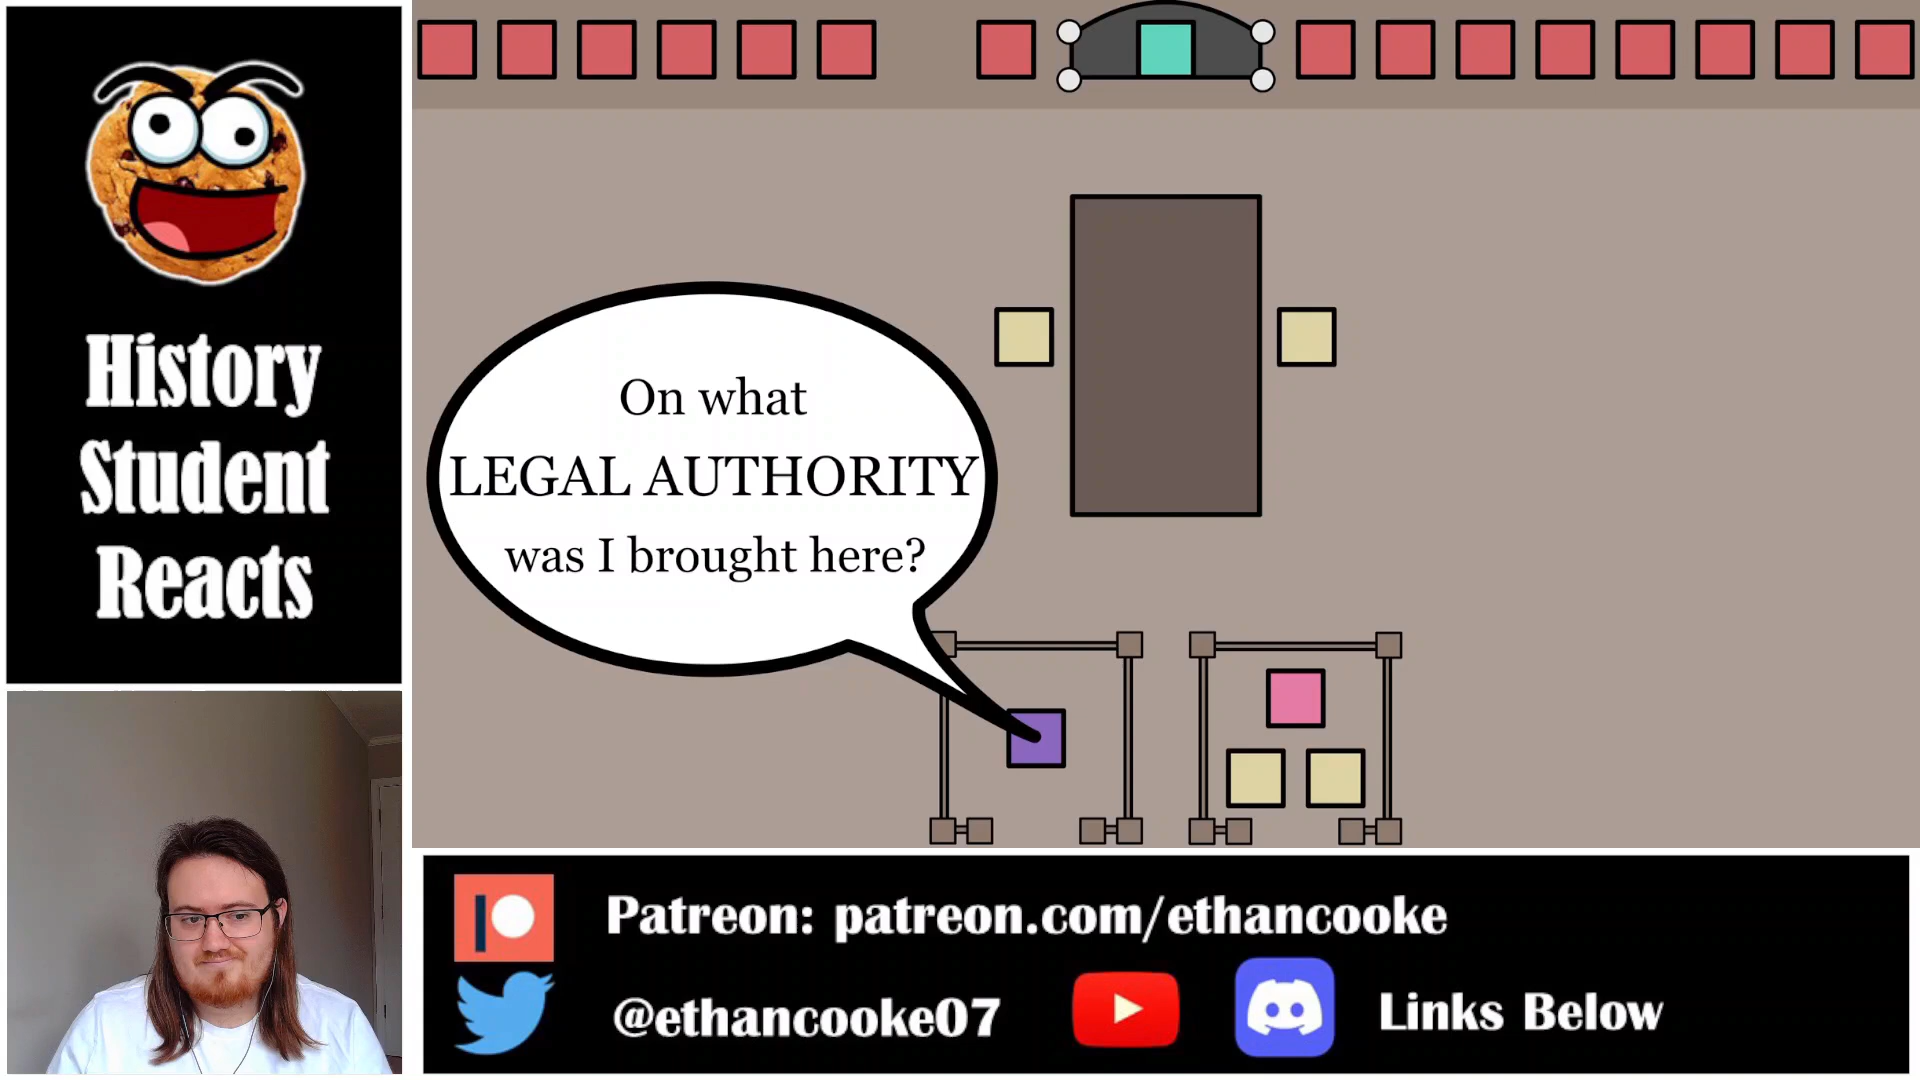 History
Student
Reacts
On what
LEGAL AUTHORITY
was I brought here?
Patreon: patreon.com/ethancooke
@ethancooke07
Links Below